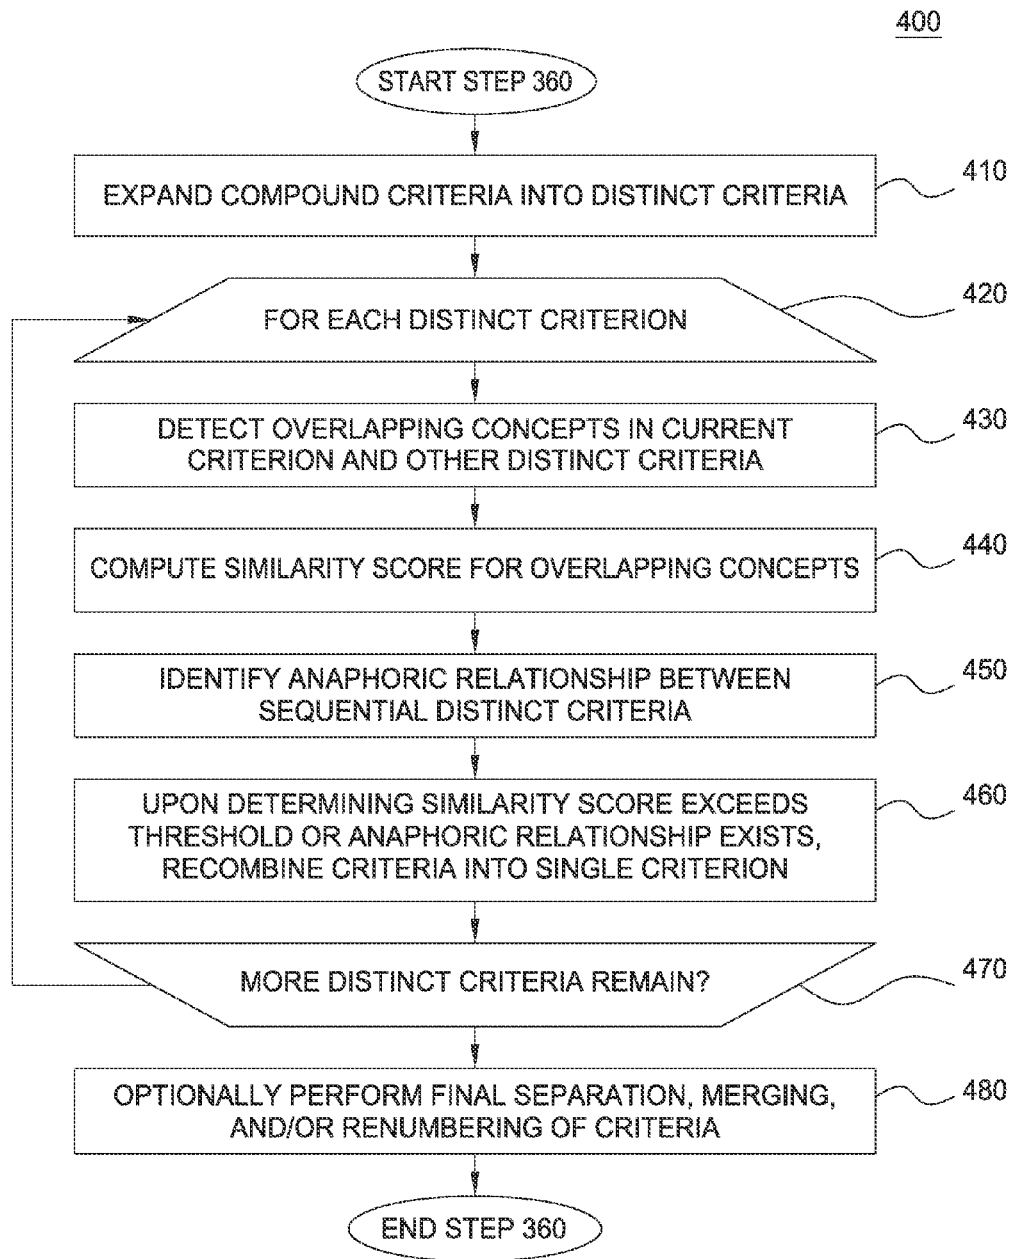 400
START STEP 360
EXPAND COMPOUND CRITERIA INTO DISTINCT CRITERIA
410
FOR EACH DISTINCT CRITERION
420
DETECT OVERLAPPING CONCEPTS IN CURRENT
CRITERION AND OTHER DISTINCT CRITERIA
430
COMPUTE SIMILARITY SCORE FOR OVERLAPPING CONCEPTS
440
IDENTIFY ANAPHORIC RELATIONSHIP BETWEEN
SEQUENTIAL DISTINCT CRITERIA
450
UPON DETERMINING SIMILARITY SCORE EXCEEDS
THRESHOLD OR ANAPHORIC RELATIONSHIP EXISTS,
RECOMBINE CRITERIA INTO SINGLE CRITERION
460
MORE DISTINCT CRITERIA REMAIN?
470
OPTIONALLY PERFORM FINAL SEPARATION, MERGING,
AND/OR RENUMBERING OF CRITERIA
480
END STEP 360